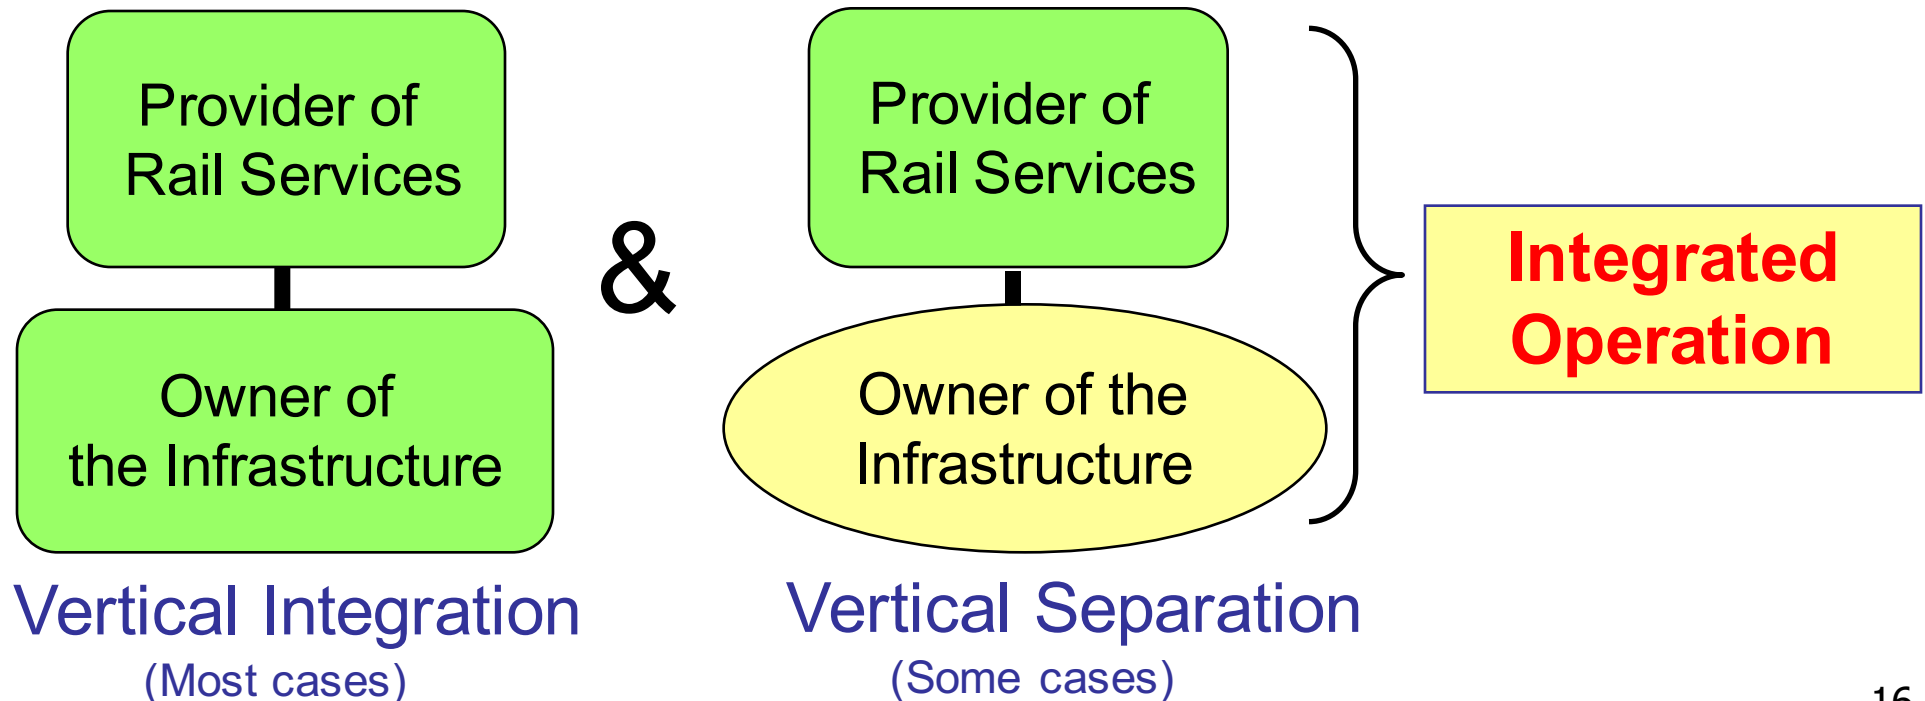 Provider of
Rail Services
Owner of
the Infrastructure
Vertical Integration
(Most cases)
&
Provider of
Rail Services
Owner of the
Infrastructure
Vertical Separation
(Some cases)
Integrated
Operation
16